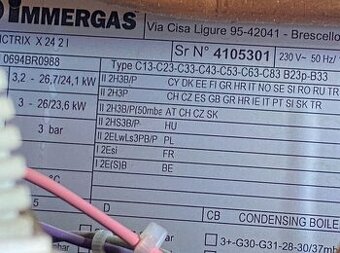 IMMERGAS
Via Cisa Ligure 95-42041 - Brescello
VICTRIX X 24 2 I
Sr N° 4105301
230 V~ 50 Hz
0694BR0988
Type C13-C23-C33-C43-C53-C63-C83 B23p-B33
3,2 - 26,7/24,1 kW
II 2H3B/P
CY DK EE FI GR HR IT NO SE SI RO RU TR
II 2H3P
CH CZ ES GB GR HR IE IT PT SI SK TR
3 - 26/23,6 kW
II 2H3B/P(50mba AT CH CZ SK
3 bar
II 2HS3B/P HU
II 2ELwLs3PB/P PL
I 2Esi FR
I 2E(S)B BE
5
D
CB CONDENSING BOILE
bar
3+-G30-G31-28-30/37mb